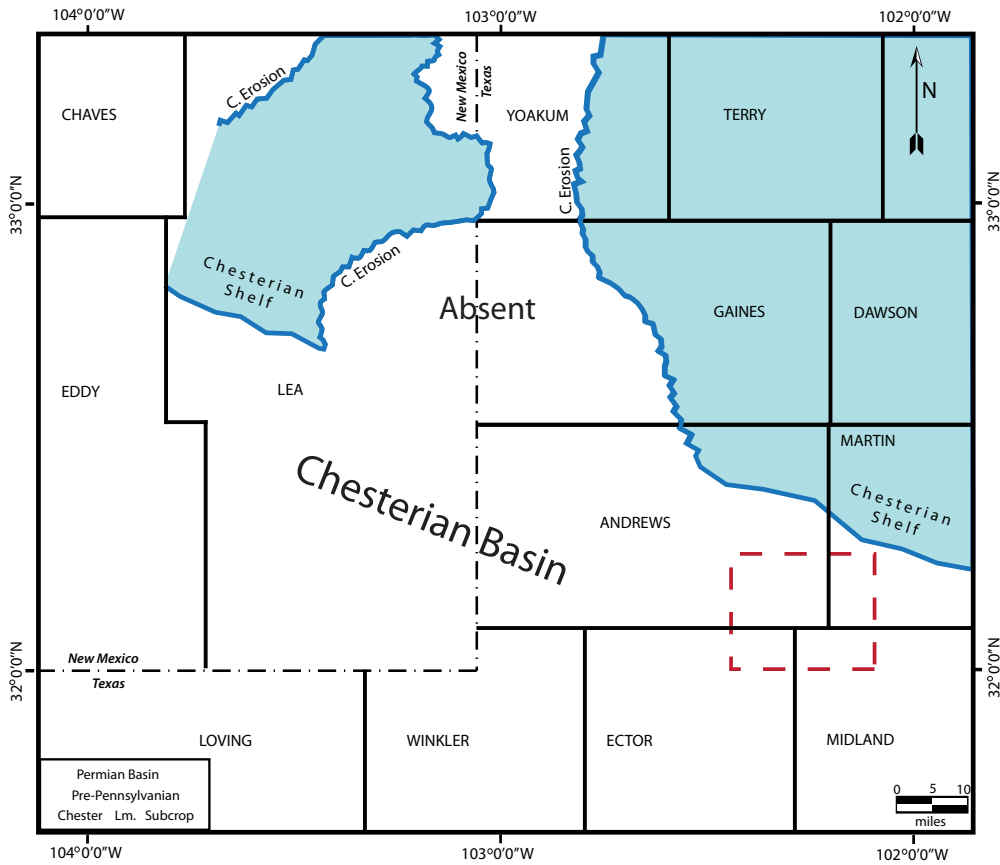 104°0'0"W 103°0'0"W 102°0'0"W
33°0'0"N
33°0'0"N
32°0'0"N
32°0'0"N
N
C. Erosion
New Mexico
Texas
CHAVES
YOAKUM
TERRY
C. Erosion
C. Erosion
Chesterian
Shelf
Absent
GAINES
DAWSON
EDDY
LEA
MARTIN
Chesterian Basin
Chesterian
Shelf
ANDREWS
New Mexico
Texas
LOVING
WINKLER
ECTOR
MIDLAND
Permian Basin
Pre-Pennsylvanian
Chester Lm. Subcrop
0 5 10
miles
104°0'0"W 103°0'0"W 102°0'0"W